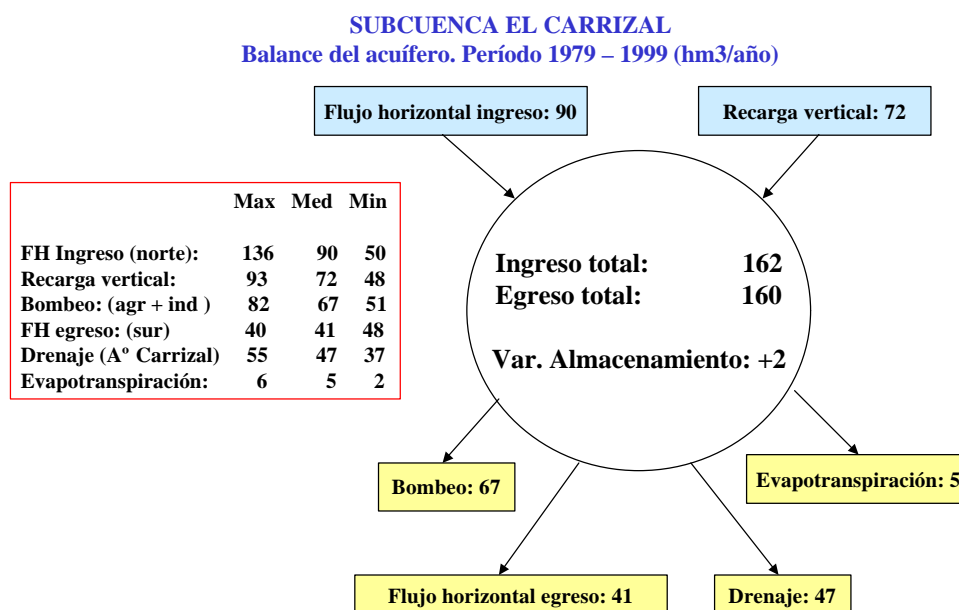 SUBCUENCA EL CARRIZAL
Balance del acuífero. Período 1979 – 1999 (hm3/año)
Flujo horizontal ingreso: 90
Recarga vertical: 72
Max Med Min
FH Ingreso (norte): 136 90 50
Recarga vertical: 93 72 48
Bombeo: (agr + ind ) 82 67 51
FH egreso: (sur) 40 41 48
Drenaje (Aº Carrizal) 55 47 37
Evapotranspiración: 6 5 2
Ingreso total: 162
Egreso total: 160
Var. Almacenamiento: +2
Bombeo: 67
Evapotranspiración: 5
Flujo horizontal egreso: 41
Drenaje: 47